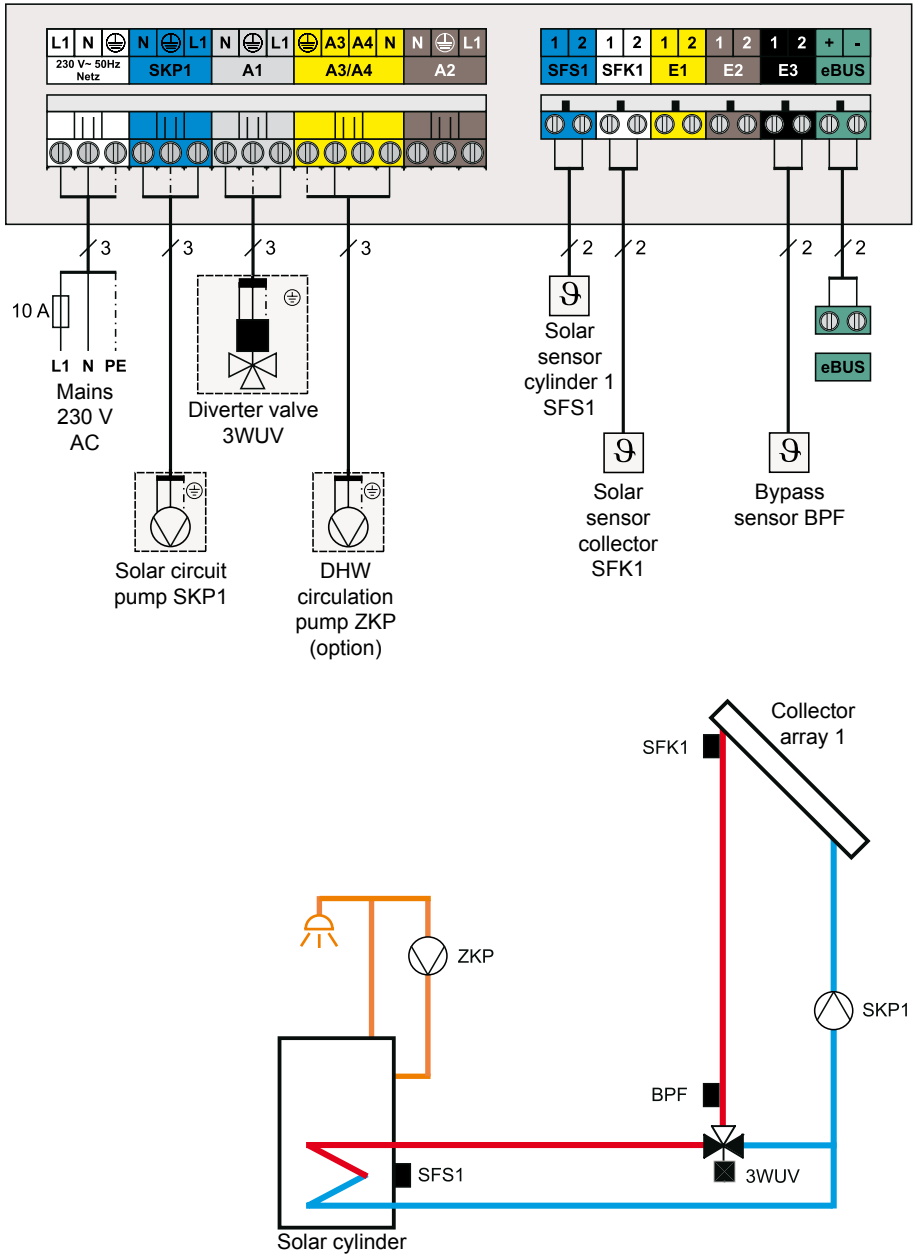 L1 N N L1 N L1 A3 A4 N N L1
230 V~ 50Hz
Netz
SKP1 A1 A3/A4 A2
1 2 1 2 1 2 1 2 1 2 + -
SFS1 SFK1 E1 E2 E3 eBUS
3 3 3 3 2 2 2 2
10 A
L1 N PE
Mains
230 V
AC
Diverter valve
3WUV
Solar circuit
pump SKP1
DHW
circulation
pump ZKP
(option)
ϑ
Solar
sensor
cylinder 1
SFS1
ϑ
Solar
sensor
collector
SFK1
ϑ
Bypass
sensor BPF
eBUS
Collector
array 1
SFK1
ZKP
SKP1
BPF
SFS1
3WUV
Solar cylinder